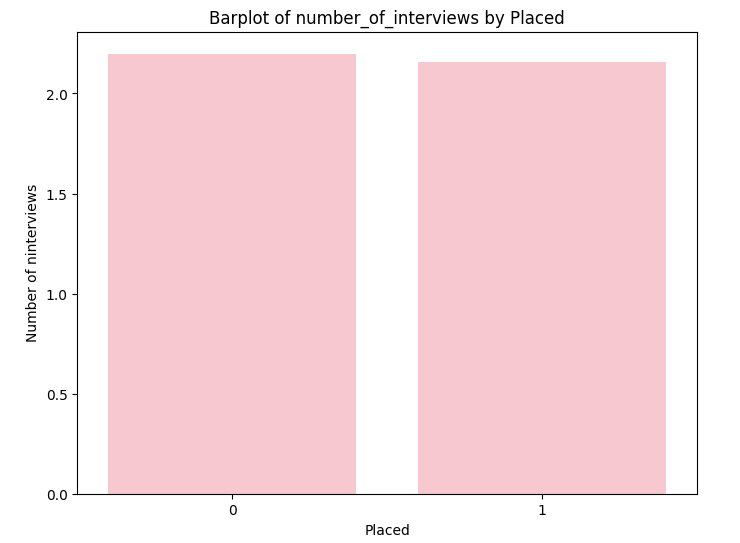 Barplot of number_of_interviews by Placed
Number of ninterviews
2.0
1.5
1.0
0.5
0.0
0
1
Placed